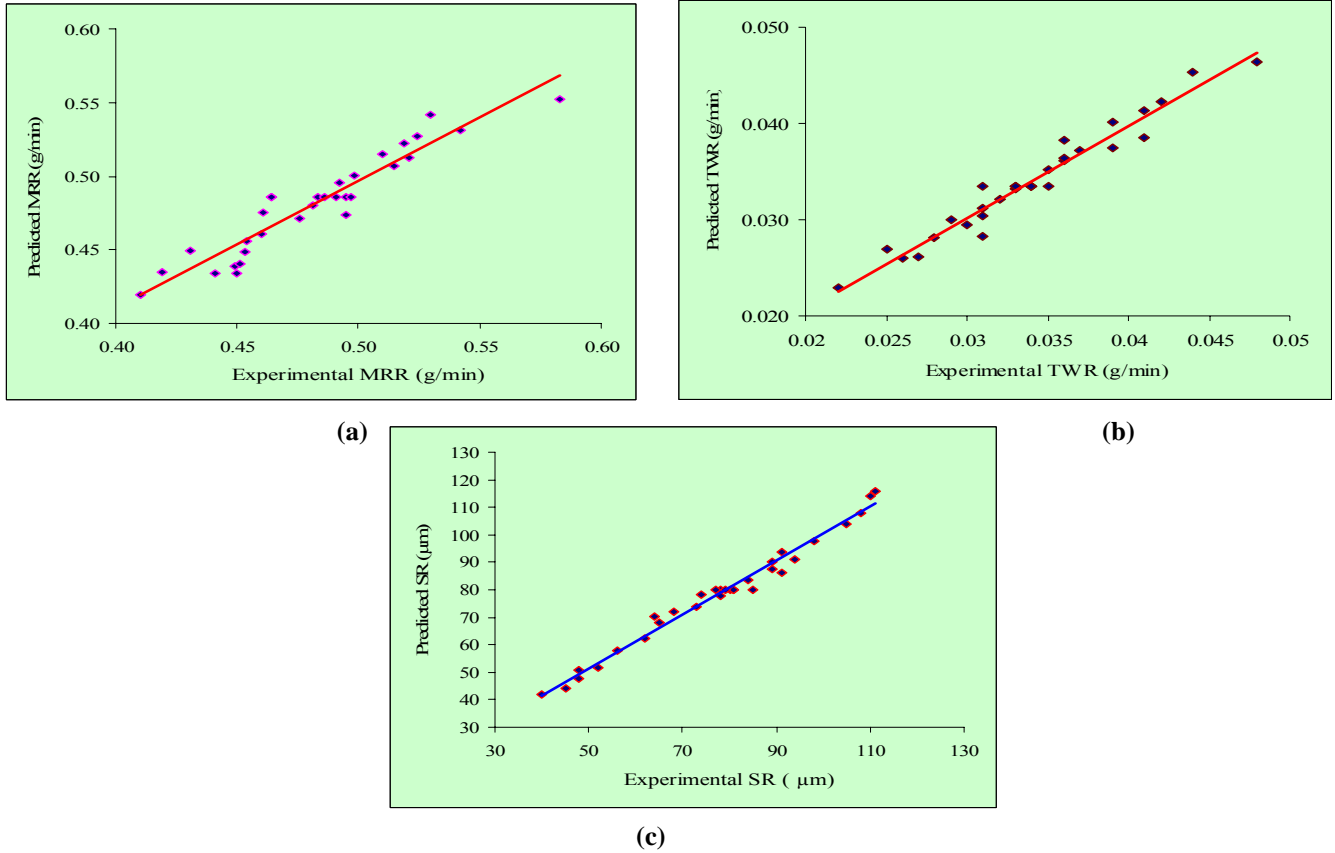 0.60
0.55
0.50
0.45
0.40
Predicted MRR(g/min)
0.40 0.45 0.50 0.55 0.60
Experimental MRR (g/min)
(a)
0.050
0.040
0.030
0.020
Predicted TWR (g/min)
0.02 0.025 0.03 0.035 0.04 0.045 0.05
Experimental TWR (g/min)
(b)
130
120
110
100
90
80
70
60
50
40
30
Predicted SR (µm)
30 50 70 90 110 130
Experimental SR ( µm)
(c)